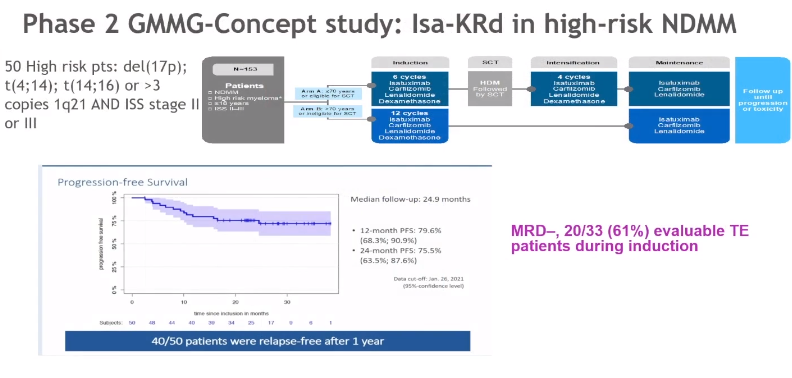 Phase 2 GMMG-Concept study: Isa-KRd in high-risk NDMM
50 High risk pts: del(17p);
t(4;14); t(14;16) or >3
copies 1q21 AND ISS stage II
or III
N=153
Patients
NDMM
High risk myeloma*
≥18 years
ISS II–III
Arm A: ≤70 years
or eligible for SCT
Arm B: >70 years
or ineligible for SCT
Induction
6 cycles
Isatuximab
Carfilzomib
Lenalidomide
Dexamethasone
12 cycles
Isatuximab
Carfilzomib
Lenalidomide
Dexamethasone
SCT
HDM
Followed
by SCT
Intensification
4 cycles
Isatuximab
Carfilzomib
Lenalidomide
Dexamethasone
Maintenance
Isatuximab
Carfilzomib
Lenalidomide
Isatuximab
Carfilzomib
Lenalidomide
Follow up
until
progression
or toxicity
Progression-free Survival
progression free survival
100 %
75 %
50 %
25 %
0 %
0 10 20 30
time since inclusion in months
Subjects: 50 48 44 40 39 34 25 17 1
Median follow-up: 24.9 months
• 12-month PFS: 79.6%
(68.3%; 90.9%)
• 24-month PFS: 75.5%
(63.5%; 87.6%)
Data cut-off: Jan. 26, 2021
(95%-confidence level)
40/50 patients were relapse-free after 1 year
MRD–, 20/33 (61%) evaluable TE
patients during induction